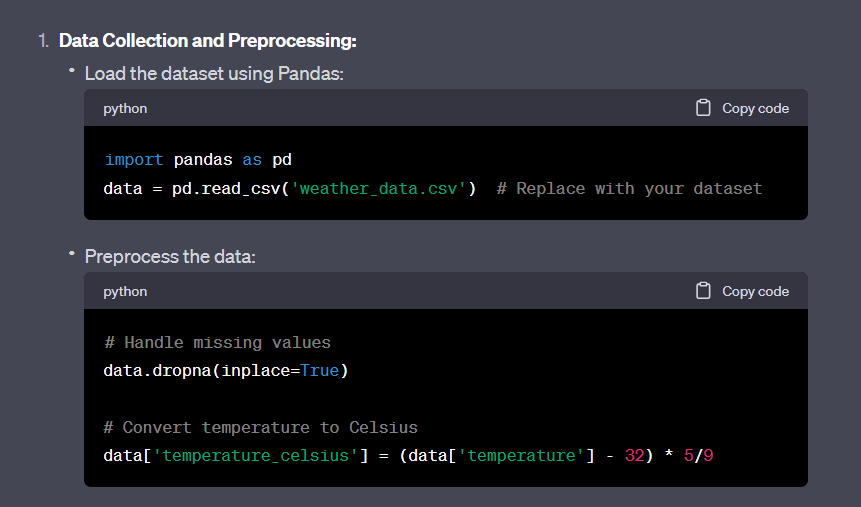 1. Data Collection and Preprocessing:
• Load the dataset using Pandas:
python Copy code
import pandas as pd
data = pd.read_csv('weather_data.csv')  # Replace with your dataset
• Preprocess the data:
python Copy code
# Handle missing values
data.dropna(inplace=True)
# Convert temperature to Celsius
data['temperature_celsius'] = (data['temperature'] - 32) * 5/9